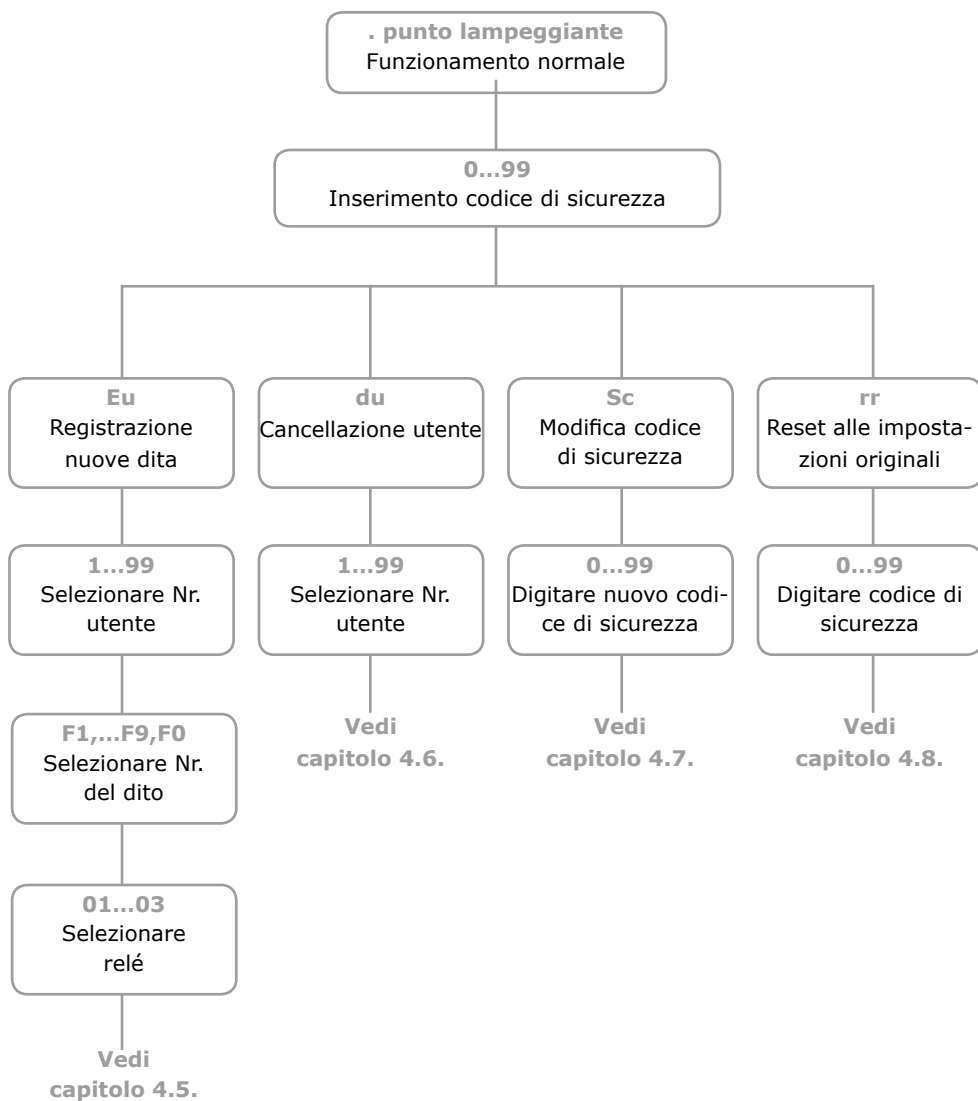 . punto lampeggiante
Funzionamento normale
0...99
Inserimento codice di sicurezza
Eu
Registrazione
nuove dita
du
Cancellazione utente
Sc
Modifica codice
di sicurezza
rr
Reset alle imposta-
zioni originali
1...99
Selezionare Nr.
utente
1...99
Selezionare Nr.
utente
0...99
Digitare nuovo codi-
ce di sicurezza
0...99
Digitare codice di
sicurezza
F1,...F9,F0
Selezionare Nr.
del dito
Vedi
capitolo 4.6.
Vedi
capitolo 4.7.
Vedi
capitolo 4.8.
01...03
Selezionare
relé
Vedi
capitolo 4.5.